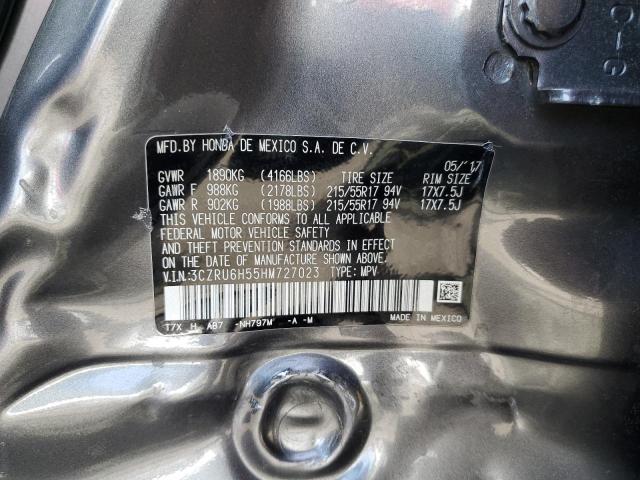 MFD.BY HONDA DE MEXICO S.A. DE C.V.
05/'17
GVWR 1890KG (4166LBS) TIRE SIZE RIM SIZE
GAWR F 988KG (2178LBS) 215/55R17 94V 17X7.5J
GAWR R 902KG (1988LBS) 215/55R17 94V 17X7.5J
THIS VEHICLE CONFORMS TO ALL APPLICABLE
FEDERAL MOTOR VEHICLE SAFETY
AND THEFT PREVENTION STANDARDS IN EFFECT
ON THE DATE OF MANUFACTURE SHOWN ABOVE.
V.I.N:3CZRU6H55HM727023 TYPE: MPV
T7X H AB7 -NH797M -A -M MADE IN MEXICO